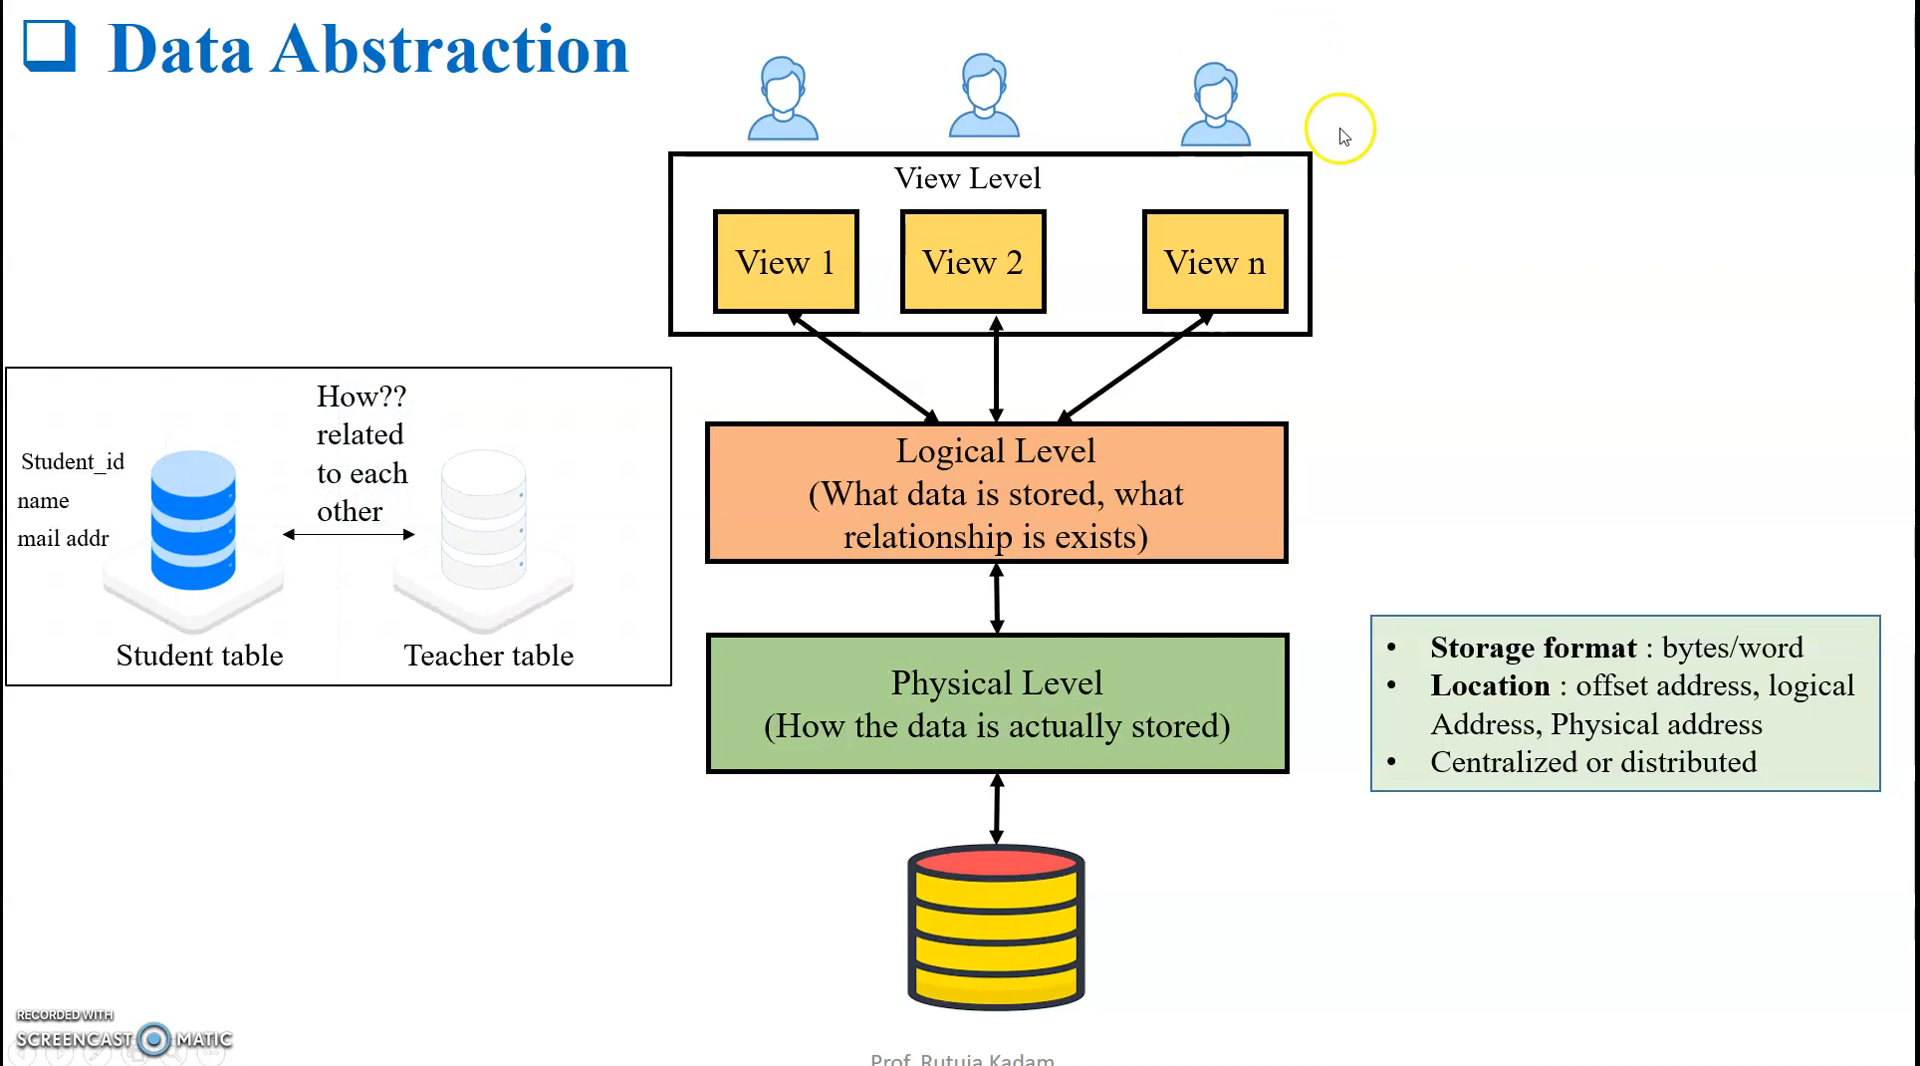 Data Abstraction
View Level
View 1
View 2
View n
How??
related
to each
other
Student_id
name
mail addr
Student table
Teacher table
Logical Level
(What data is stored, what
relationship is exists)
Physical Level
(How the data is actually stored)
• Storage format : bytes/word
• Location : offset address, logical
Address, Physical address
• Centralized or distributed
RECORDED WITH
SCREENCAST MATIC
Prof. Rutuja Kadam